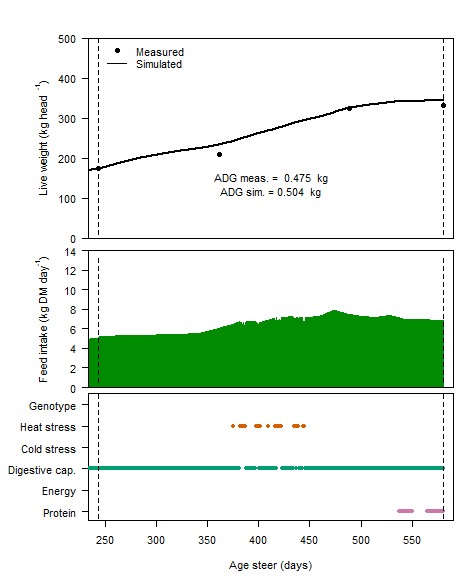 500
400
300
200
100
0
Live weight (kg head ⁻¹)
Measured
Simulated
ADG meas. = 0.475 kg
ADG sim. = 0.504 kg
14
12
10
8
6
4
2
0
Feed intake (kg DM day⁻¹)
Genotype
Heat stress
Cold stress
Digestive cap.
Energy
Protein
250 300 350 400 450 500 550
Age steer (days)